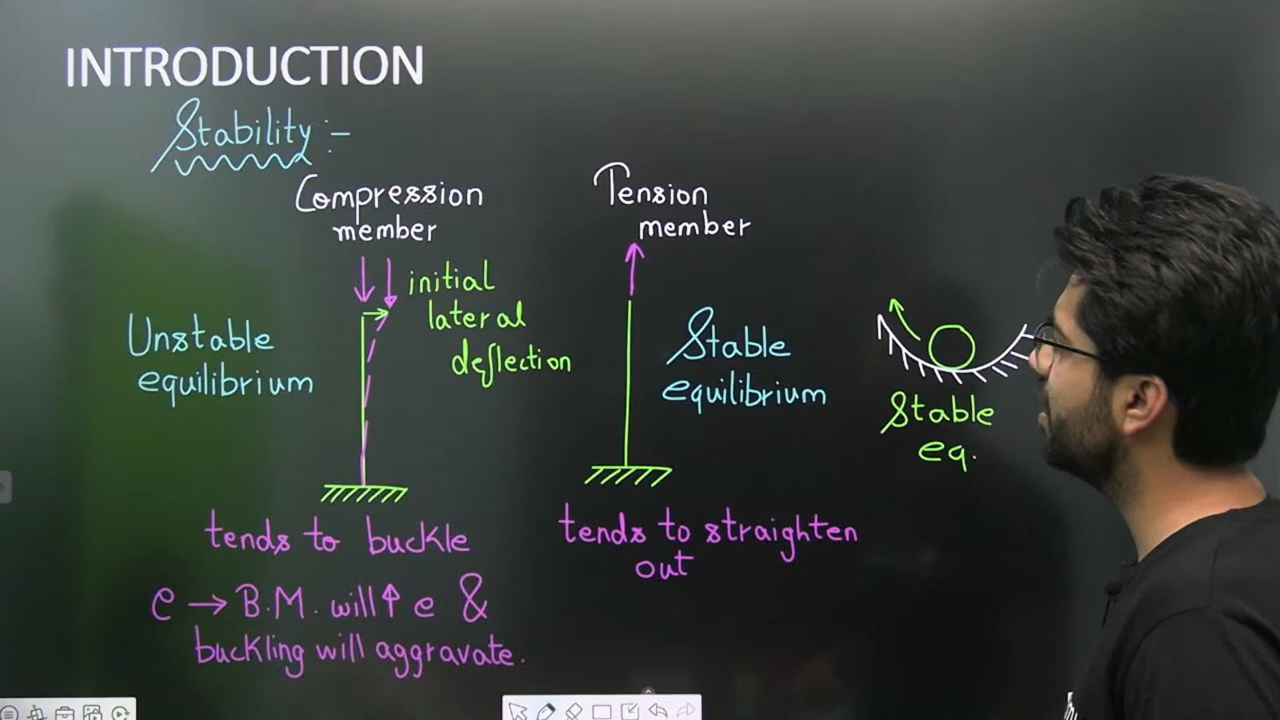 INTRODUCTION
Stability :-
Compression
member
initial
lateral
deflection
Unstable
equilibrium
tends to buckle
e → B.M. will ↑ e &
buckling will aggravate.
Tension
member
Stable
equilibrium
tends to straighten
out
Stable
eq.